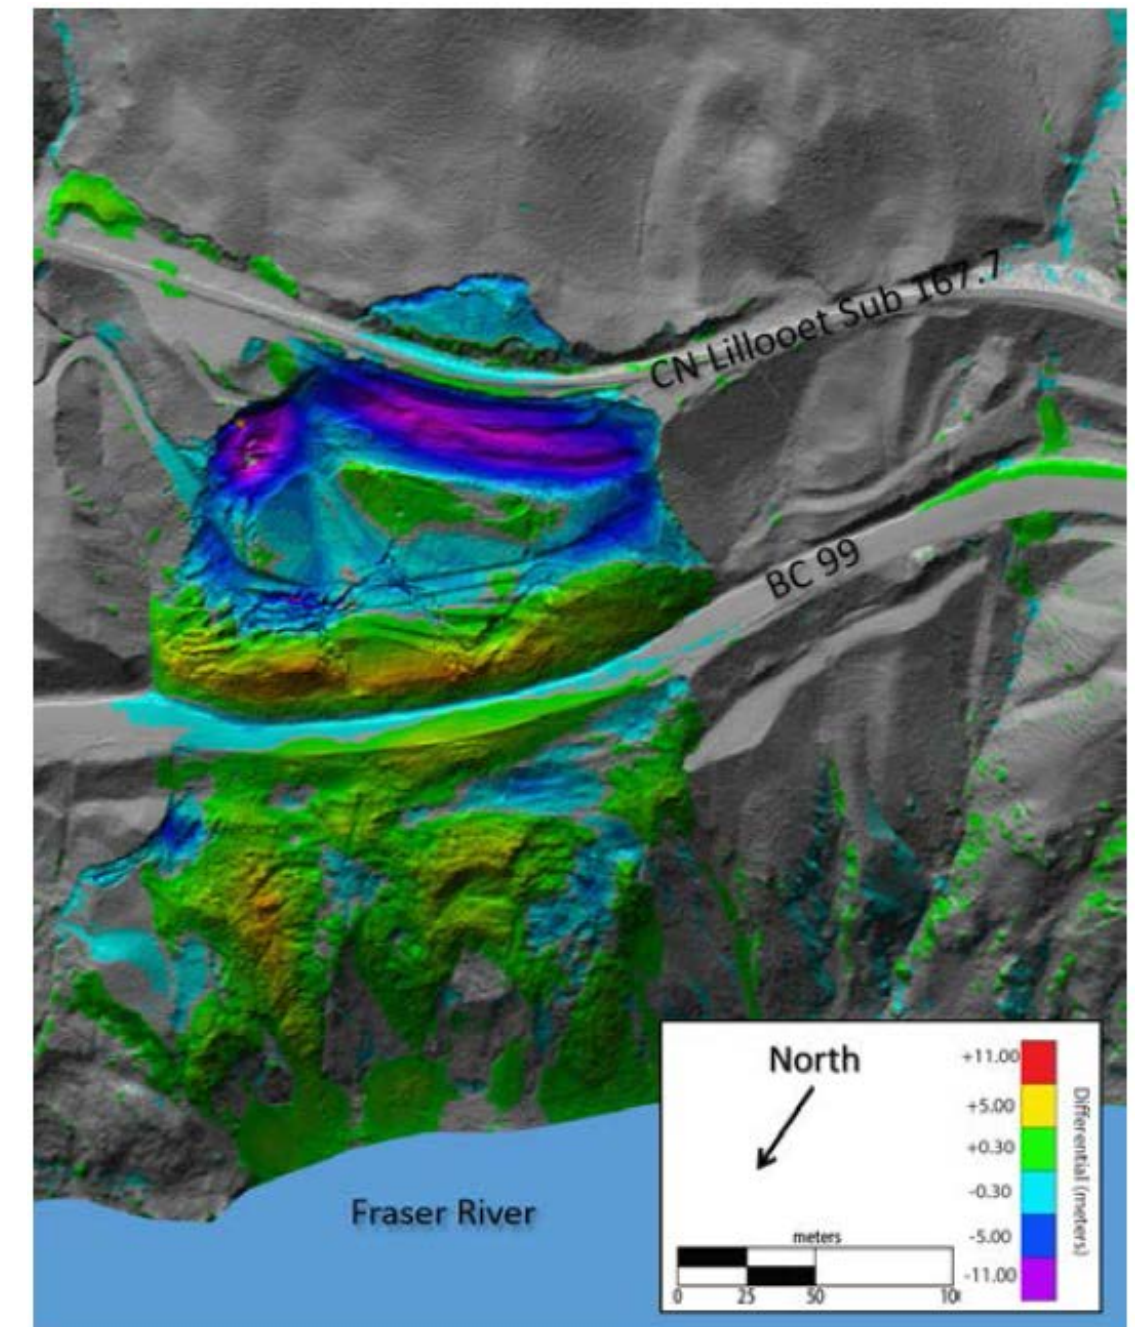 CN Lillooet Sub 167.7
BC 99
North
+11.00
+5.00
+0.30
-0.30
-5.00
-11.00
Differential (meters)
Fraser River
meters
0 25 50 10